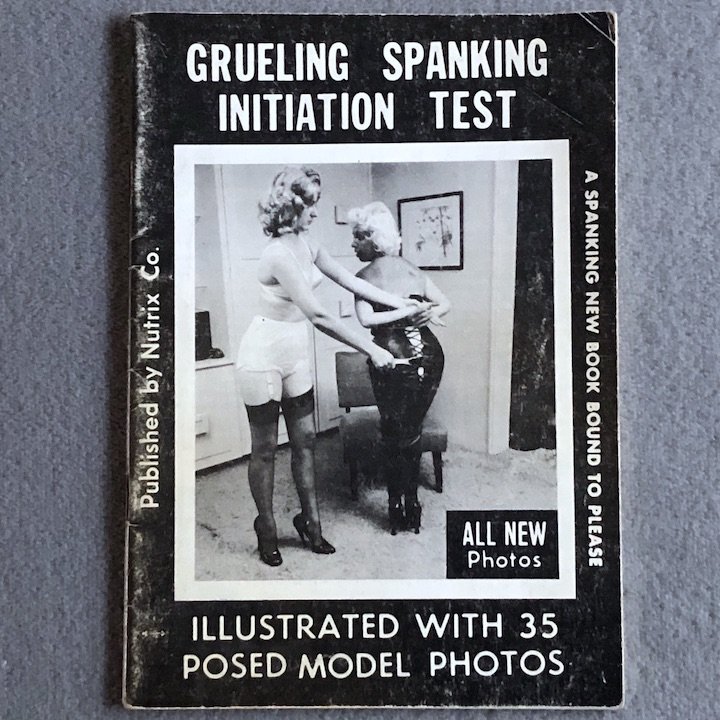 GRUELING SPANKING
INITIATION TEST
Published by Nutrix Co.
A SPANKING NEW BOOK BOUND TO PLEASE
ALL NEW
Photos
ILLUSTRATED WITH 35
POSED MODEL PHOTOS